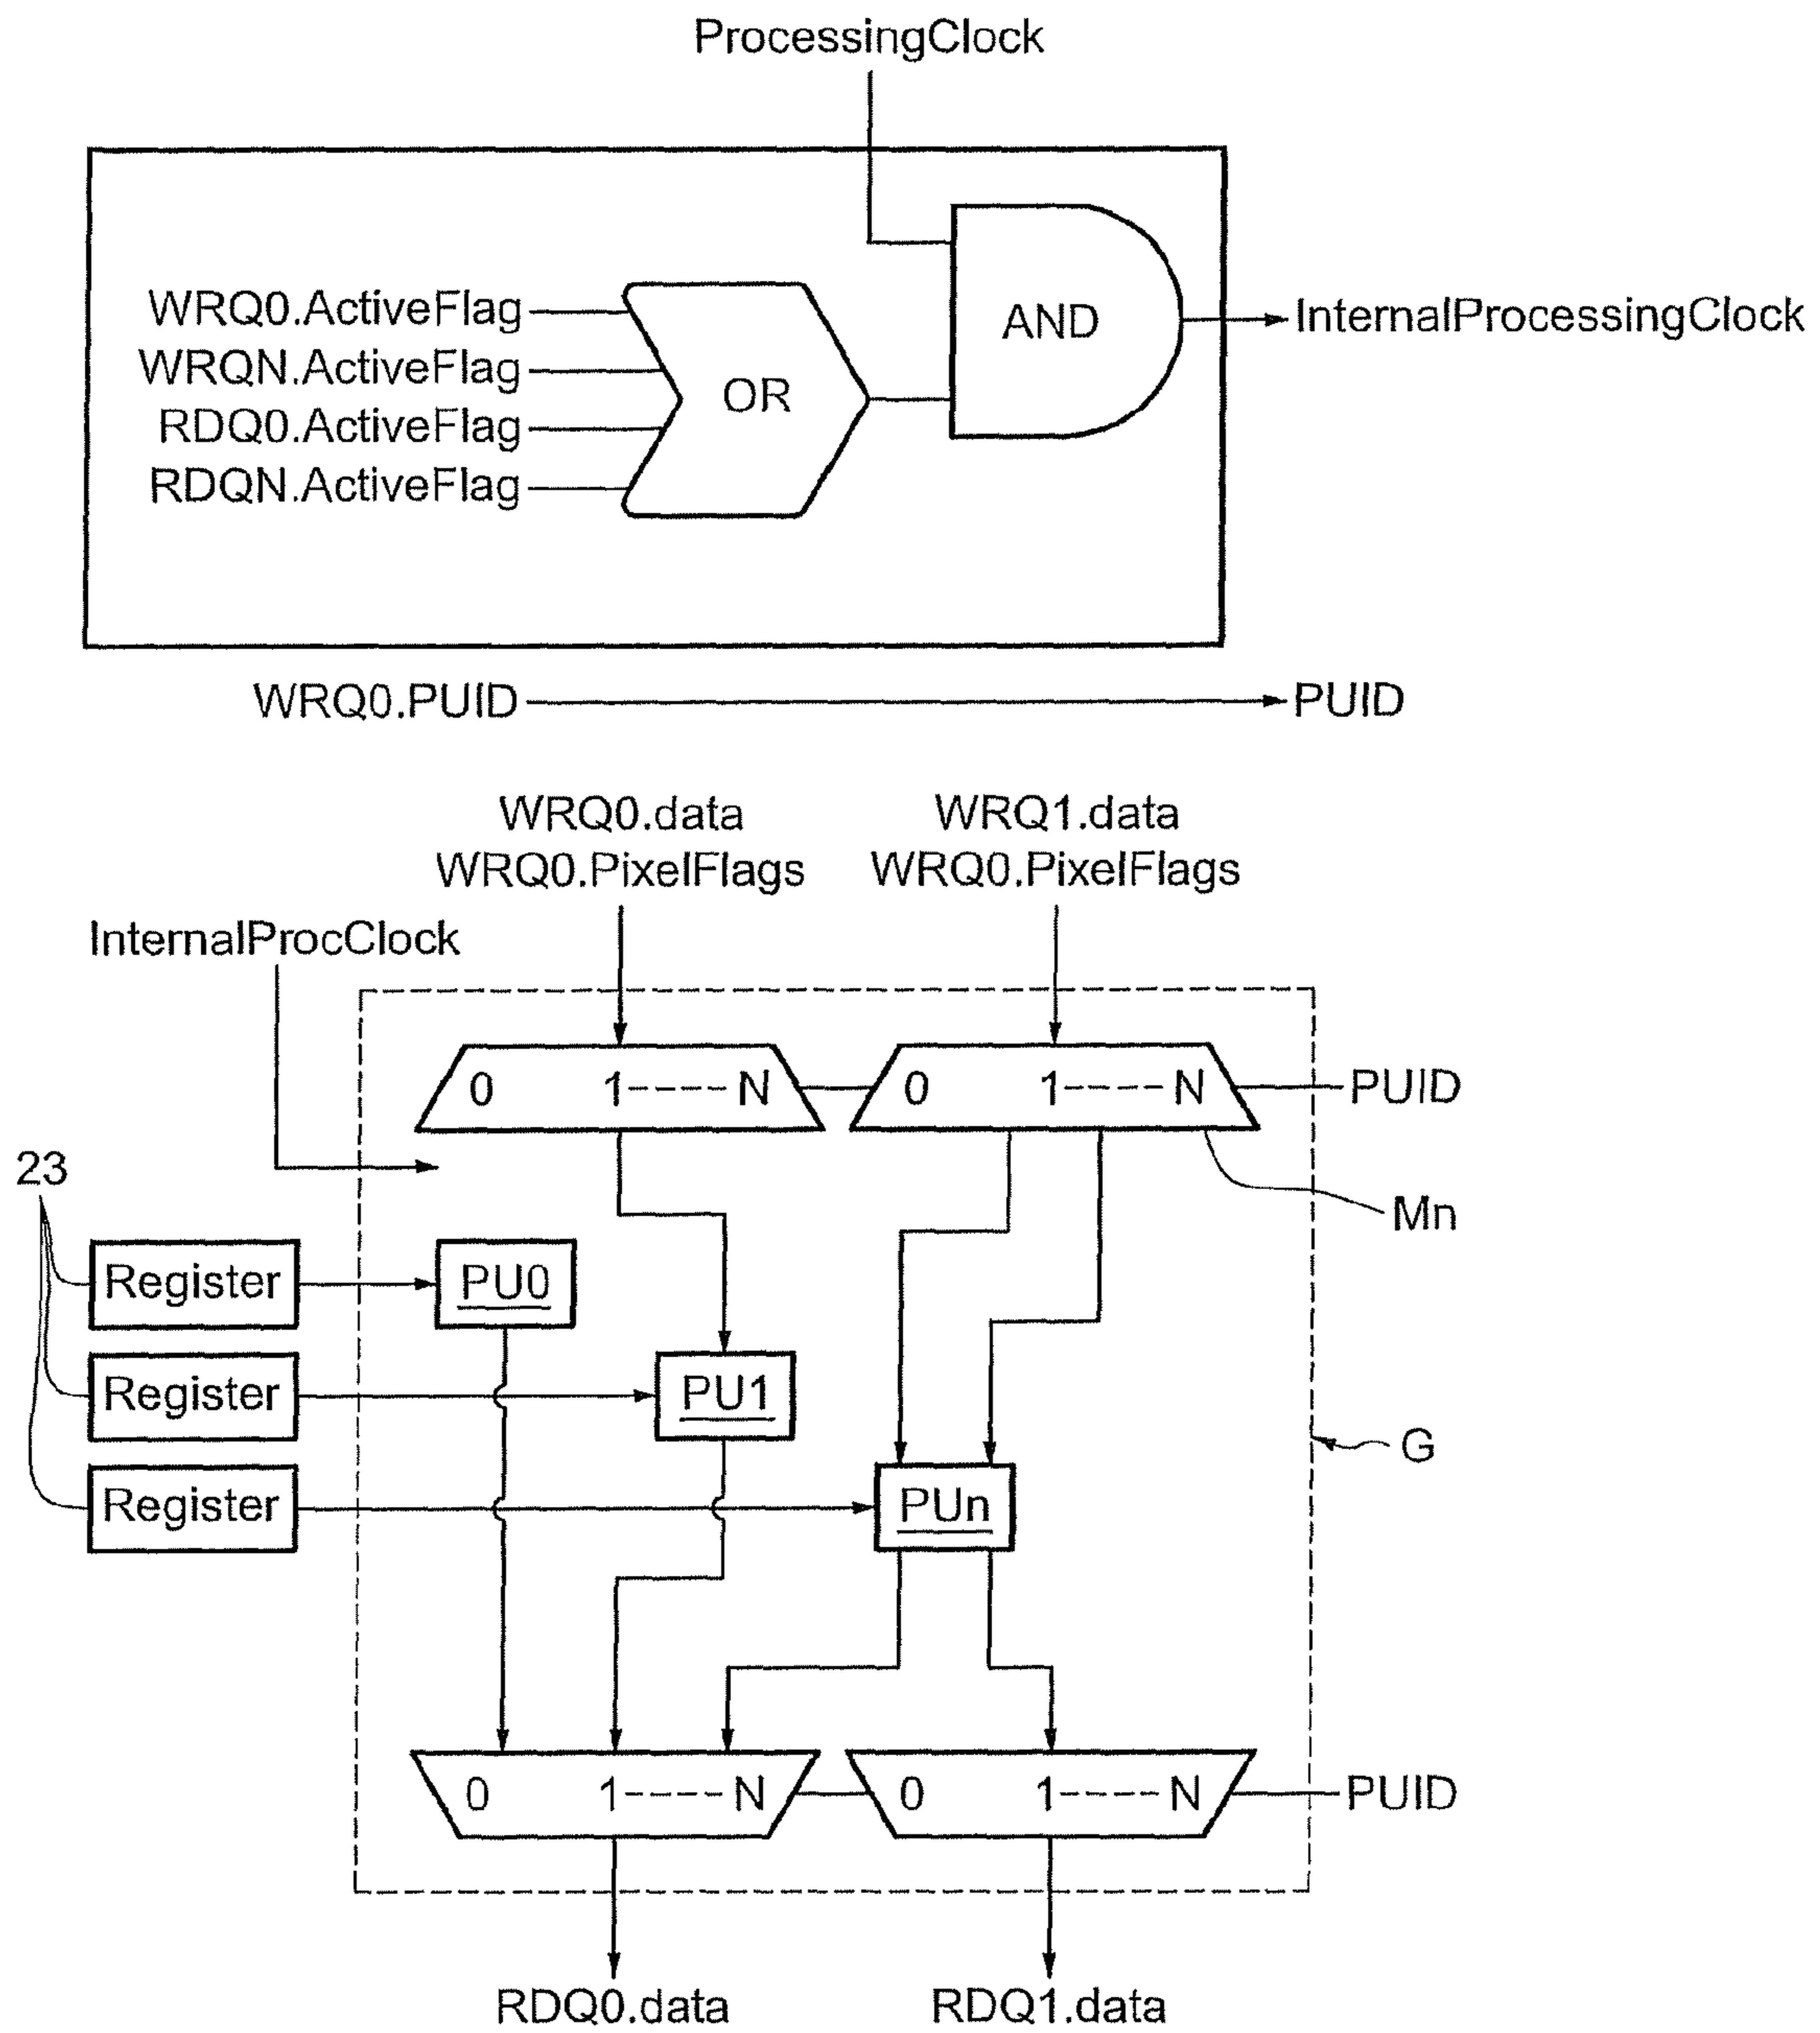 ProcessingClock
WRQ0.ActiveFlag
WRQN.ActiveFlag
RDQ0.ActiveFlag
RDQN.ActiveFlag
OR
AND
InternalProcessingClock
WRQ0.PUID
PUID
WRQ0.data
WRQ0.PixelFlags
WRQ1.data
WRQ0.PixelFlags
InternalProcClock
0 1-----N
0 1-----N
PUID
23
Mn
Register
PU0
Register
PU1
G
Register
PUn
0 1-----N
0 1-----N
PUID
RDQ0.data
RDQ1.data